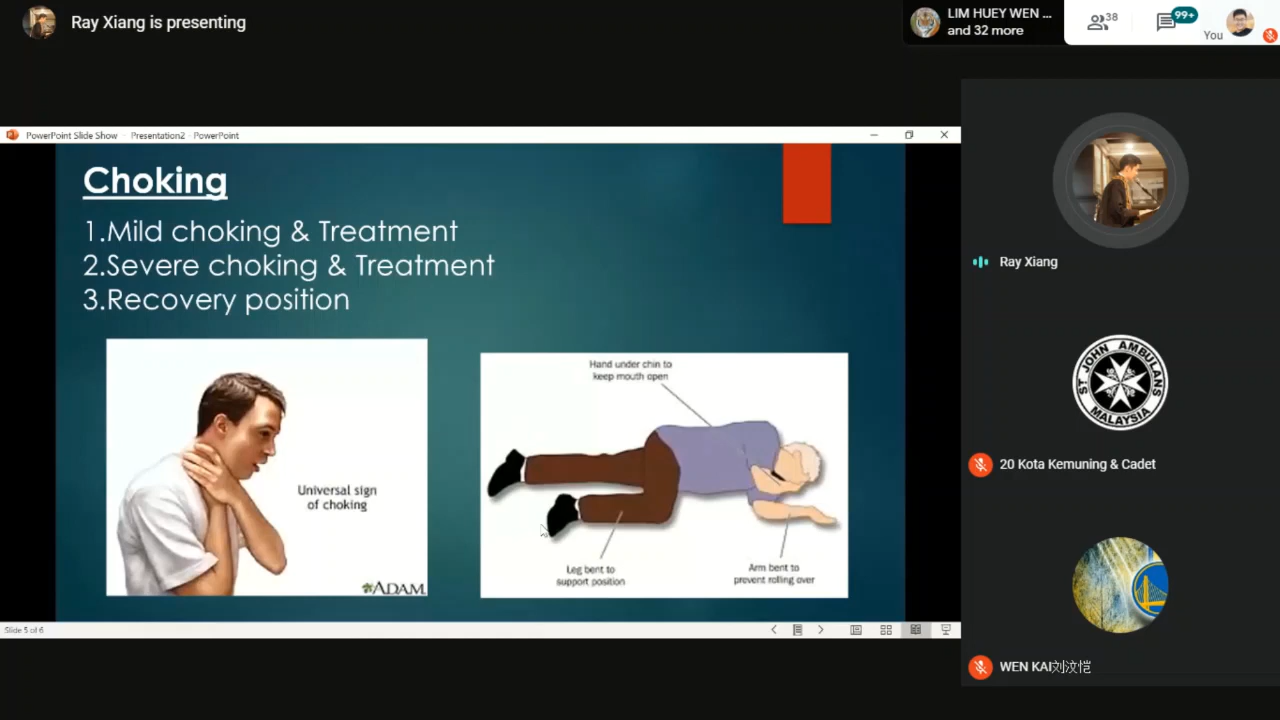 Ray Xiang is presenting
LIM HUEY WEN ...
and 32 more
38
99+
You
PowerPoint Slide Show - Presentation2 - PowerPoint
Choking
1.Mild choking & Treatment
2.Severe choking & Treatment
3.Recovery position
Universal sign
of choking
ADAM.
Hand under chin to
keep mouth open
Leg bent to
support position
Arm bent to
prevent rolling over
Slide 5 of 6
Ray Xiang
ST JOHN AMBULANS
MALAYSIA
20 Kota Kemuning & Cadet
WEN KAI刘汶恺